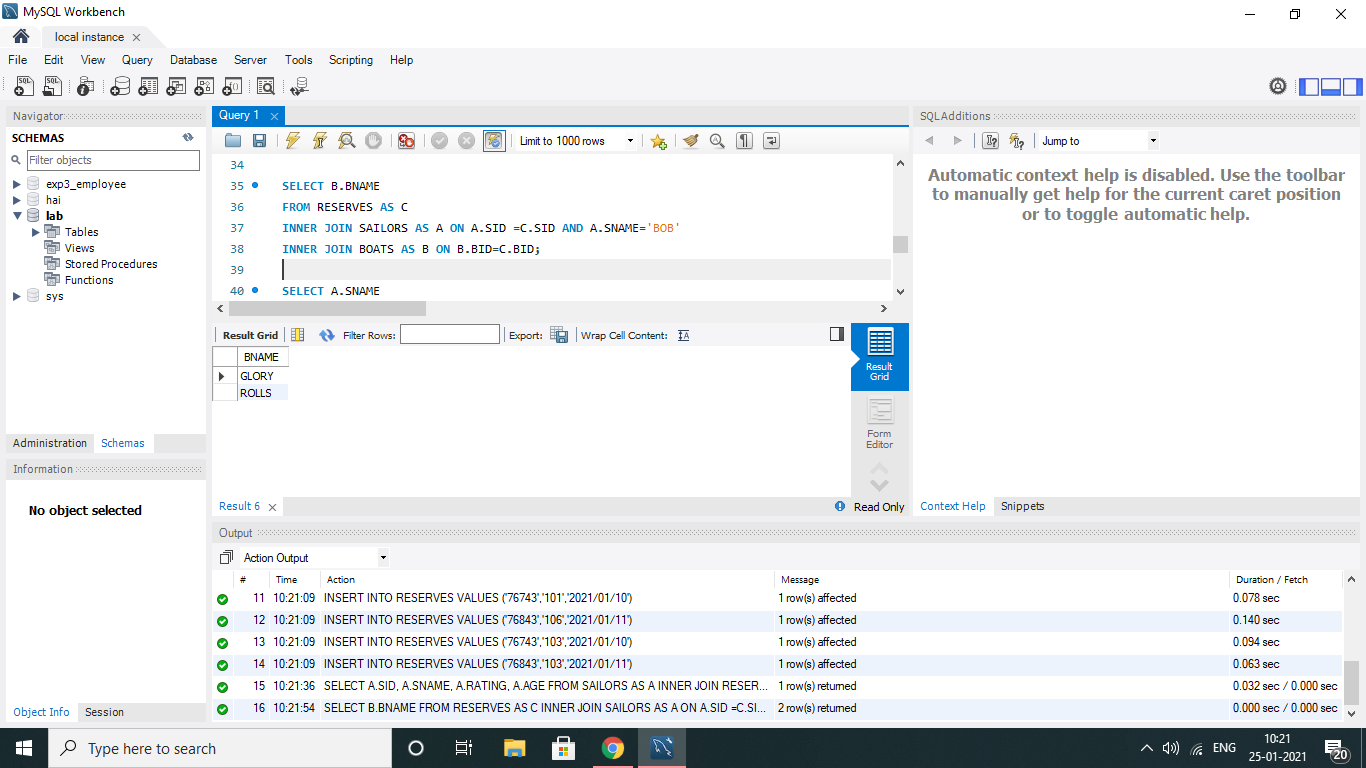 MySQL Workbench
local instance
File Edit View Query Database Server Tools Scripting Help
Navigator
SCHEMAS
Filter objects
exp3_employee
hai
lab
Tables
Views
Stored Procedures
Functions
sys
Administration Schemas
Information
No object selected
Object Info Session
Query 1
Limit to 1000 rows
34
35 SELECT B.BNAME
36 FROM RESERVES AS C
37 INNER JOIN SAILORS AS A ON A.SID =C.SID AND A.SNAME='BOB'
38 INNER JOIN BOATS AS B ON B.BID=C.BID;
39
40 SELECT A.SNAME
Result Grid Filter Rows: Export: Wrap Cell Content:
BNAME
GLORY
ROLLS
Result
Grid
Form
Editor
Result 6 Read Only
SQLAdditions
Jump to
Automatic context help is disabled. Use the toolbar
to manually get help for the current caret position
or to toggle automatic help.
Context Help Snippets
Output
Action Output
# Time Action Message Duration / Fetch
11 10:21:09 INSERT INTO RESERVES VALUES ('76743','101','2021/01/10') 1 row(s) affected 0.078 sec
12 10:21:09 INSERT INTO RESERVES VALUES ('76843','106','2021/01/11') 1 row(s) affected 0.140 sec
13 10:21:09 INSERT INTO RESERVES VALUES ('76743','103','2021/01/10') 1 row(s) affected 0.094 sec
14 10:21:09 INSERT INTO RESERVES VALUES ('76843','103','2021/01/11') 1 row(s) affected 0.063 sec
15 10:21:36 SELECT A.SID, A.SNAME, A.RATING, A.AGE FROM SAILORS AS A INNER JOIN RESER... 1 row(s) returned 0.032 sec / 0.000 sec
16 10:21:54 SELECT B.BNAME FROM RESERVES AS C INNER JOIN SAILORS AS A ON A.SID =C.SI... 2 row(s) returned 0.000 sec / 0.000 sec
Type here to search
ENG
10:21
25-01-2021
20